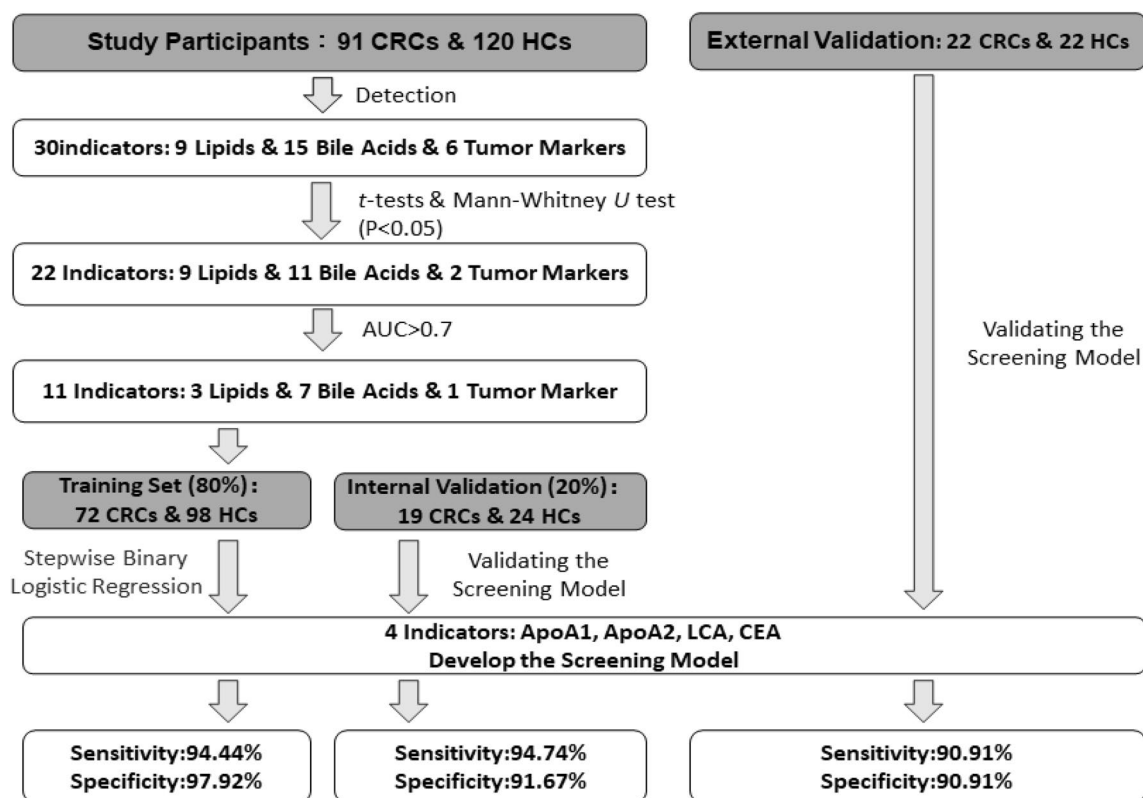 Study Participants：91 CRCs & 120 HCs
External Validation: 22 CRCs & 22 HCs
Detection
30indicators: 9 Lipids & 15 Bile Acids & 6 Tumor Markers
t-tests & Mann-Whitney U test
(P<0.05)
22 Indicators: 9 Lipids & 11 Bile Acids & 2 Tumor Markers
AUC>0.7
Validating the
Screening Model
11 Indicators: 3 Lipids & 7 Bile Acids & 1 Tumor Marker
Training Set (80%) :
72 CRCs & 98 HCs
Internal Validation (20%) :
19 CRCs & 24 HCs
Stepwise Binary
Logistic Regression
Validating the
Screening Model
4 Indicators: ApoA1, ApoA2, LCA, CEA
Develop the Screening Model
Sensitivity:94.44%
Specificity:97.92%
Sensitivity:94.74%
Specificity:91.67%
Sensitivity:90.91%
Specificity:90.91%